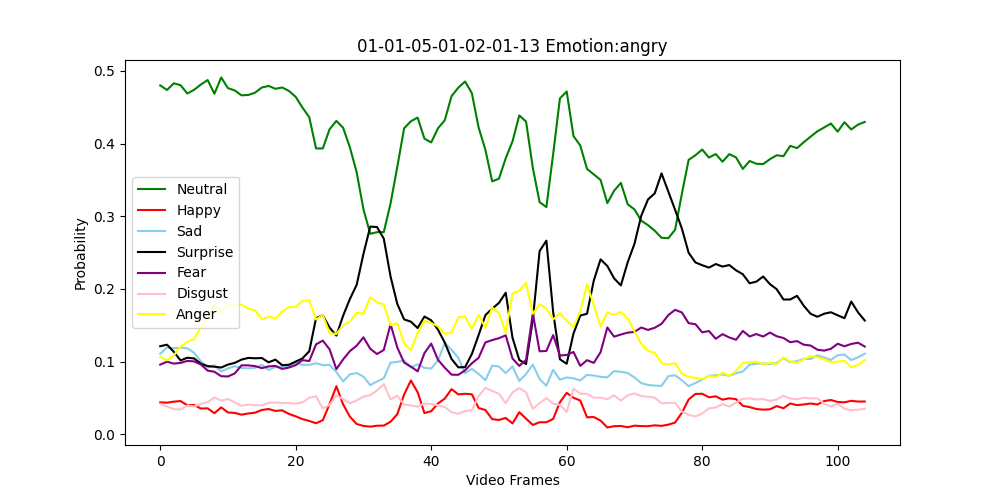 01-01-05-01-02-01-13 Emotion:angry
Probability
0.5
0.4
0.3
0.2
0.1
0.0
Neutral
Happy
Sad
Surprise
Fear
Disgust
Anger
0 20 40 60 80 100
Video Frames